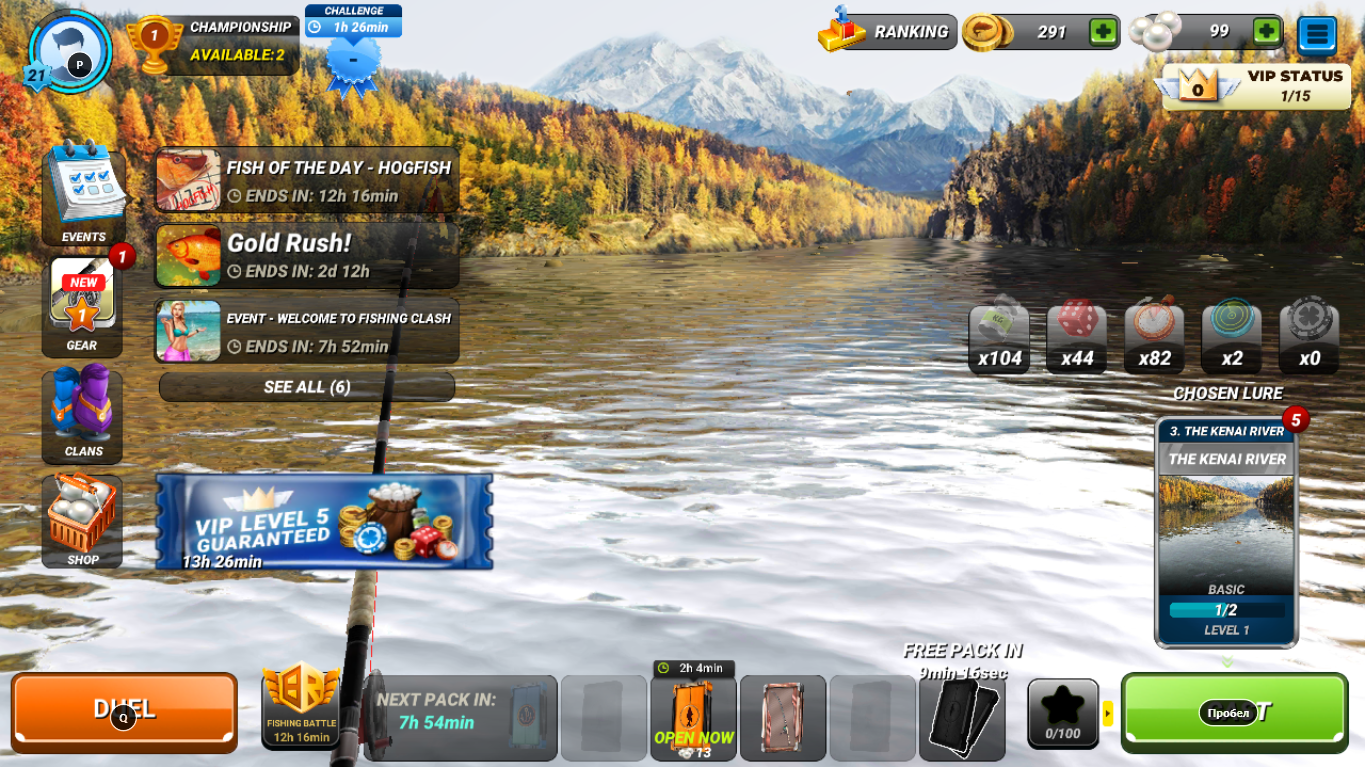 CHALLENGE
1h 26min
-
1
CHAMPIONSHIP
AVAILABLE: 2
P
21
RANKING
291
99
0
VIP STATUS
1/15
EVENTS
FISH OF THE DAY - HOGFISH
ENDS IN: 12h 16min
Gold Rush!
ENDS IN: 2d 12h
EVENT - WELCOME TO FISHING CLASH
ENDS IN: 7h 52min
SEE ALL (6)
1
NEW
1
GEAR
CLANS
SHOP
VIP LEVEL 5
GUARANTEED
13h 26min
x104
x44
x82
x2
x0
CHOSEN LURE
5
3. THE KENAI RIVER
THE KENAI RIVER
BASIC
1/2
LEVEL 1
DUEL
Q
FISHING BATTLE
12h 16min
NEXT PACK IN:
7h 54min
2h 4min
OPEN NOW
13
FREE PACK IN
9min 16sec
0/100
Пробел